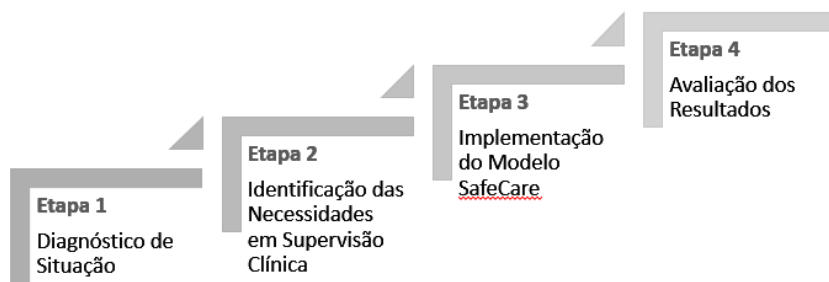 Etapa 1
Diagnóstico de
Situação
Etapa 2
Identificação das
Necessidades
em Supervisão
Clínica
Etapa 3
Implementação
do Modelo
SafeCare
Etapa 4
Avaliação dos
Resultados